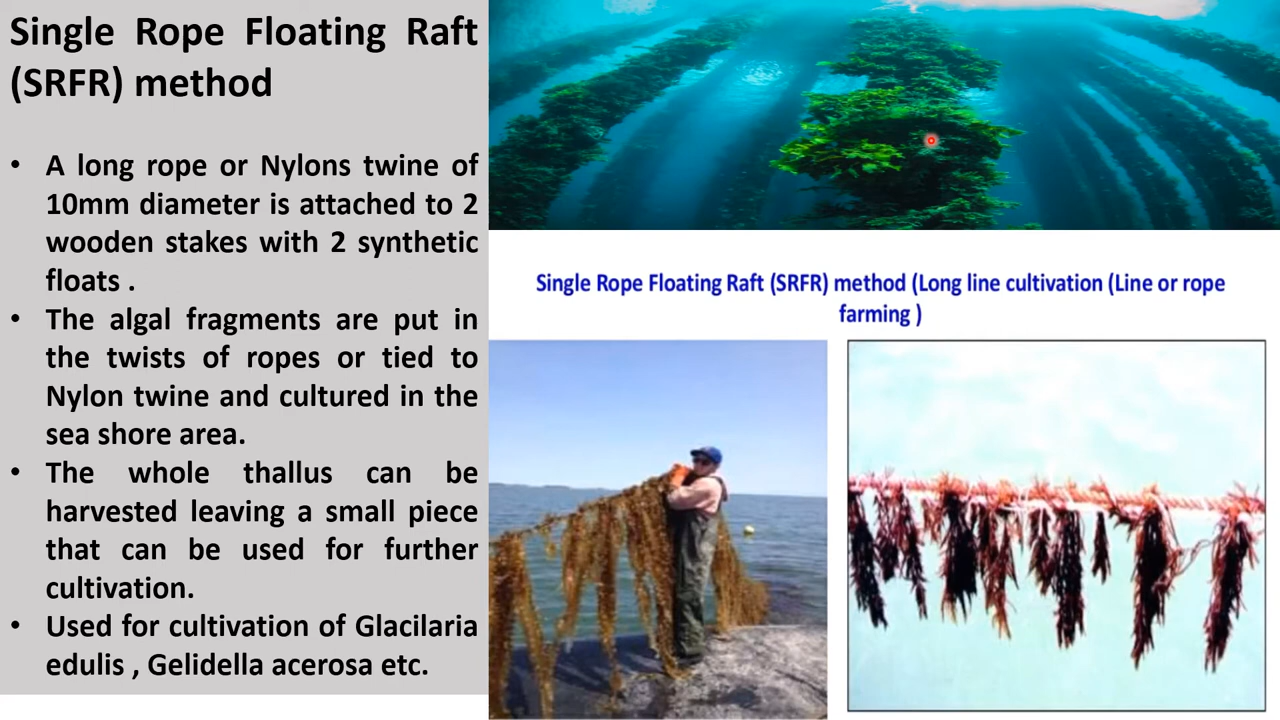 Single Rope Floating Raft
(SRFR) method
• A long rope or Nylons twine of
10mm diameter is attached to 2
wooden stakes with 2 synthetic
floats .
• The algal fragments are put in
the twists of ropes or tied to
Nylon twine and cultured in the
sea shore area.
• The whole thallus can be
harvested leaving a small piece
that can be used for further
cultivation.
• Used for cultivation of Glacilaria
edulis , Gelidella acerosa etc.
Single Rope Floating Raft (SRFR) method (Long line cultivation (Line or rope
farming )